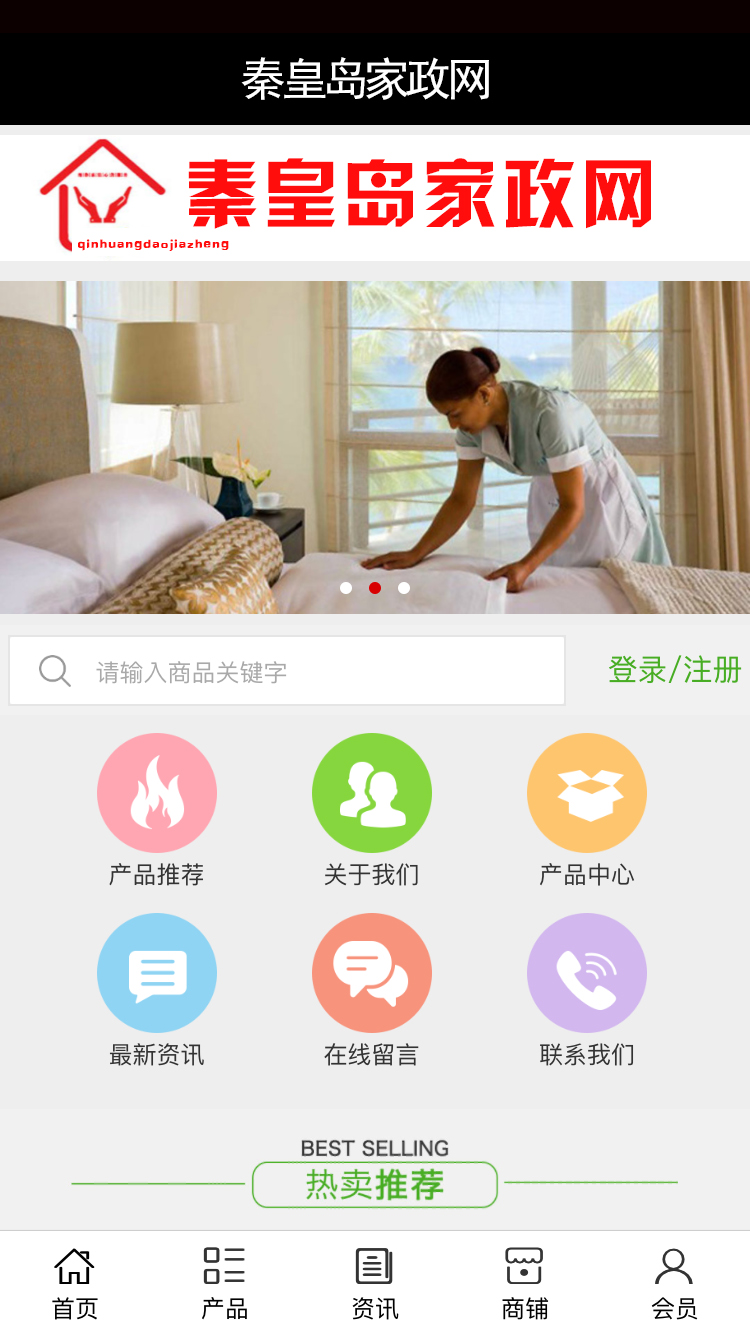 秦皇岛家政网
秦皇岛家政网
qinhuangdaojiazheng
请输入商品关键字
登录/注册
产品推荐
关于我们
产品中心
最新资讯
在线留言
联系我们
BEST SELLING
热卖推荐
首页
产品
资讯
商铺
会员